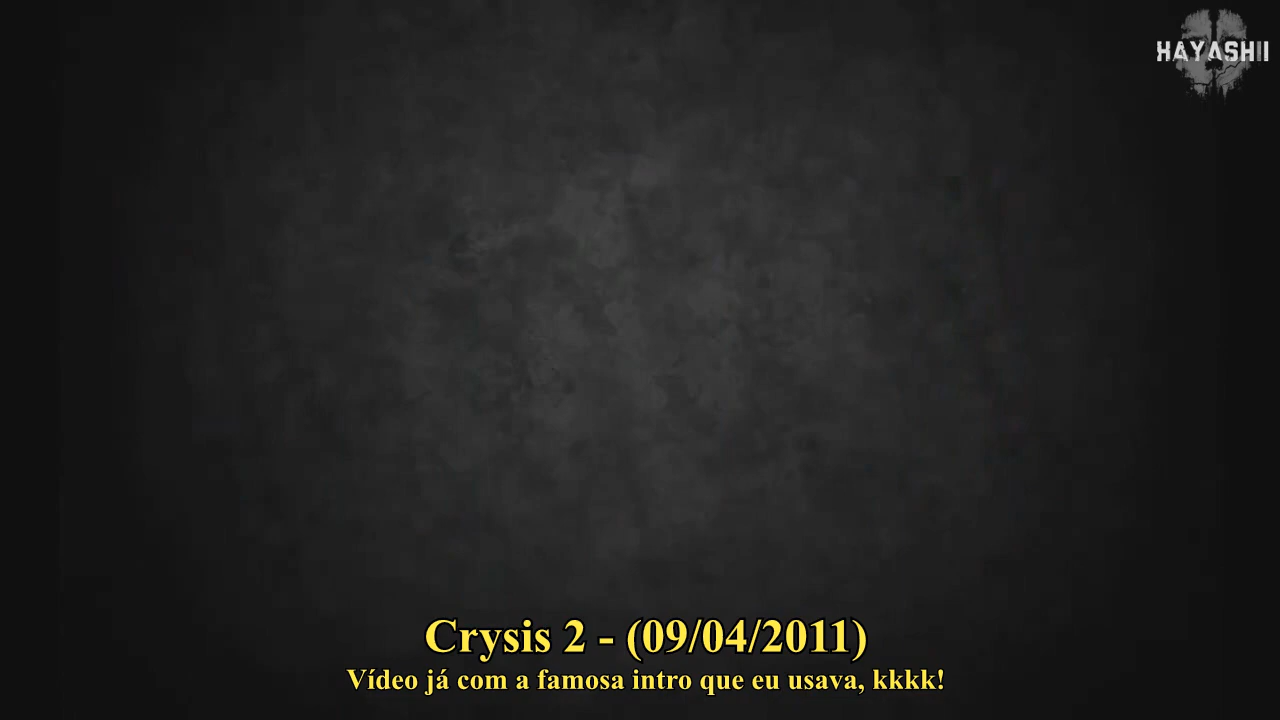 HAYASHII
Crysis 2 - (09/04/2011)
Vídeo já com a famosa intro que eu usava, kkkk!